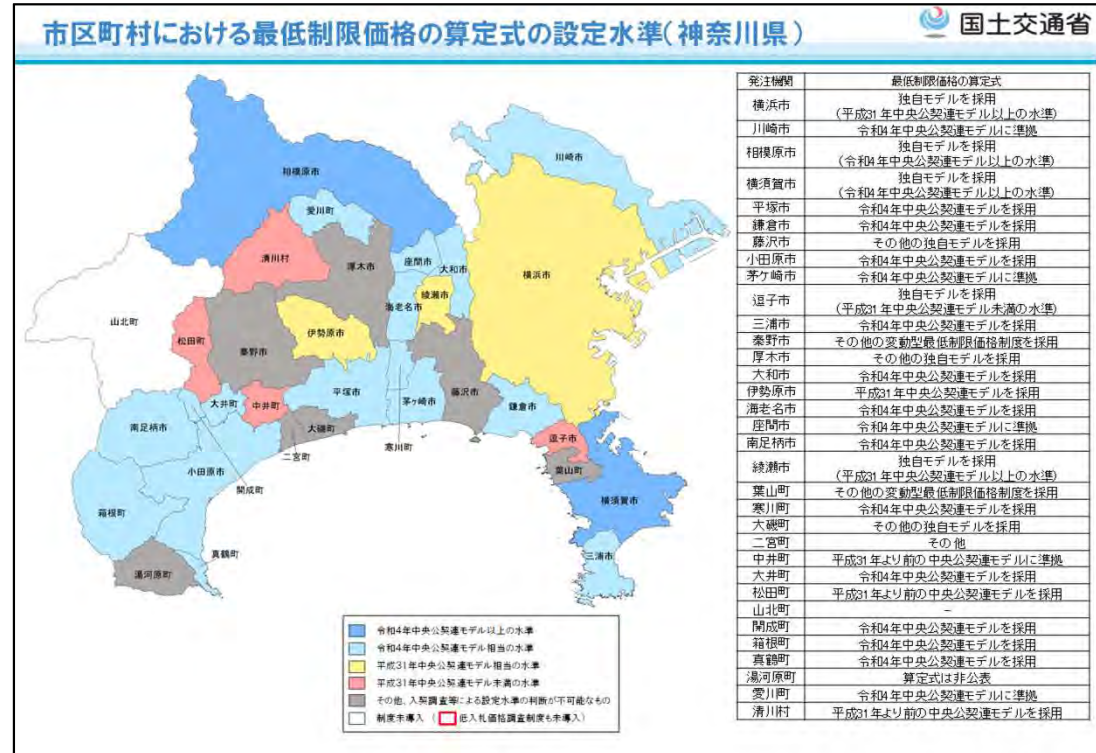 市区町村における最低制限価格の算定式の設定水準(神奈川県)
国土交通省
相模原市
川崎市
愛川町
清川村
厚木市
座間市
大和市
横浜市
綾瀬市
海老名市
山北町
伊勢原市
松田町
秦野市
平塚市
藤沢市
茅ヶ崎市
鎌倉市
大井町
中井町
大磯町
南足柄市
二宮町
寒川町
逗子市
葉山町
小田原市
開成町
横須賀市
箱根町
真鶴町
三浦市
湯河原町
令和4年中央公契連モデル以上の水準
令和4年中央公契連モデル相当の水準
平成31年中央公契連モデル相当の水準
平成31年中央公契連モデル未満の水準
その他、入契調査等による設定水準の判断が不可能なもの
制度未導入 ( 低入札価格調査制度も未導入)
発注機関 最低制限価格の算定式
横浜市 独自モデルを採用
(平成31年中央公契連モデル以上の水準)
川崎市 令和4年中央公契連モデルに準拠
相模原市 独自モデルを採用
(令和4年中央公契連モデル以上の水準)
横須賀市 独自モデルを採用
(令和4年中央公契連モデル以上の水準)
平塚市 令和4年中央公契連モデルを採用
鎌倉市 令和4年中央公契連モデルを採用
藤沢市 その他の独自モデルを採用
小田原市 令和4年中央公契連モデルを採用
茅ケ崎市 令和4年中央公契連モデルに準拠
逗子市 独自モデルを採用
(平成31年中央公契連モデル未満の水準)
三浦市 令和4年中央公契連モデルを採用
秦野市 その他の変動型最低制限価格制度を採用
厚木市 その他の独自モデルを採用
大和市 令和4年中央公契連モデルを採用
伊勢原市 平成31年中央公契連モデルを採用
海老名市 令和4年中央公契連モデルを採用
座間市 令和4年中央公契連モデルに準拠
南足柄市 令和4年中央公契連モデルを採用
綾瀬市 独自モデルを採用
(平成31年中央公契連モデル以上の水準)
葉山町 その他の変動型最低制限価格制度を採用
寒川町 令和4年中央公契連モデルを採用
大磯町 その他の独自モデルを採用
二宮町 その他
中井町 平成31年より前の中央公契連モデルに準拠
大井町 令和4年中央公契連モデルを採用
松田町 平成31年より前の中央公契連モデルを採用
山北町 －
開成町 令和4年中央公契連モデルを採用
箱根町 令和4年中央公契連モデルを採用
真鶴町 令和4年中央公契連モデルを採用
湯河原町 算定式は非公表
愛川町 令和4年中央公契連モデルに準拠
清川村 平成31年より前の中央公契連モデルを採用